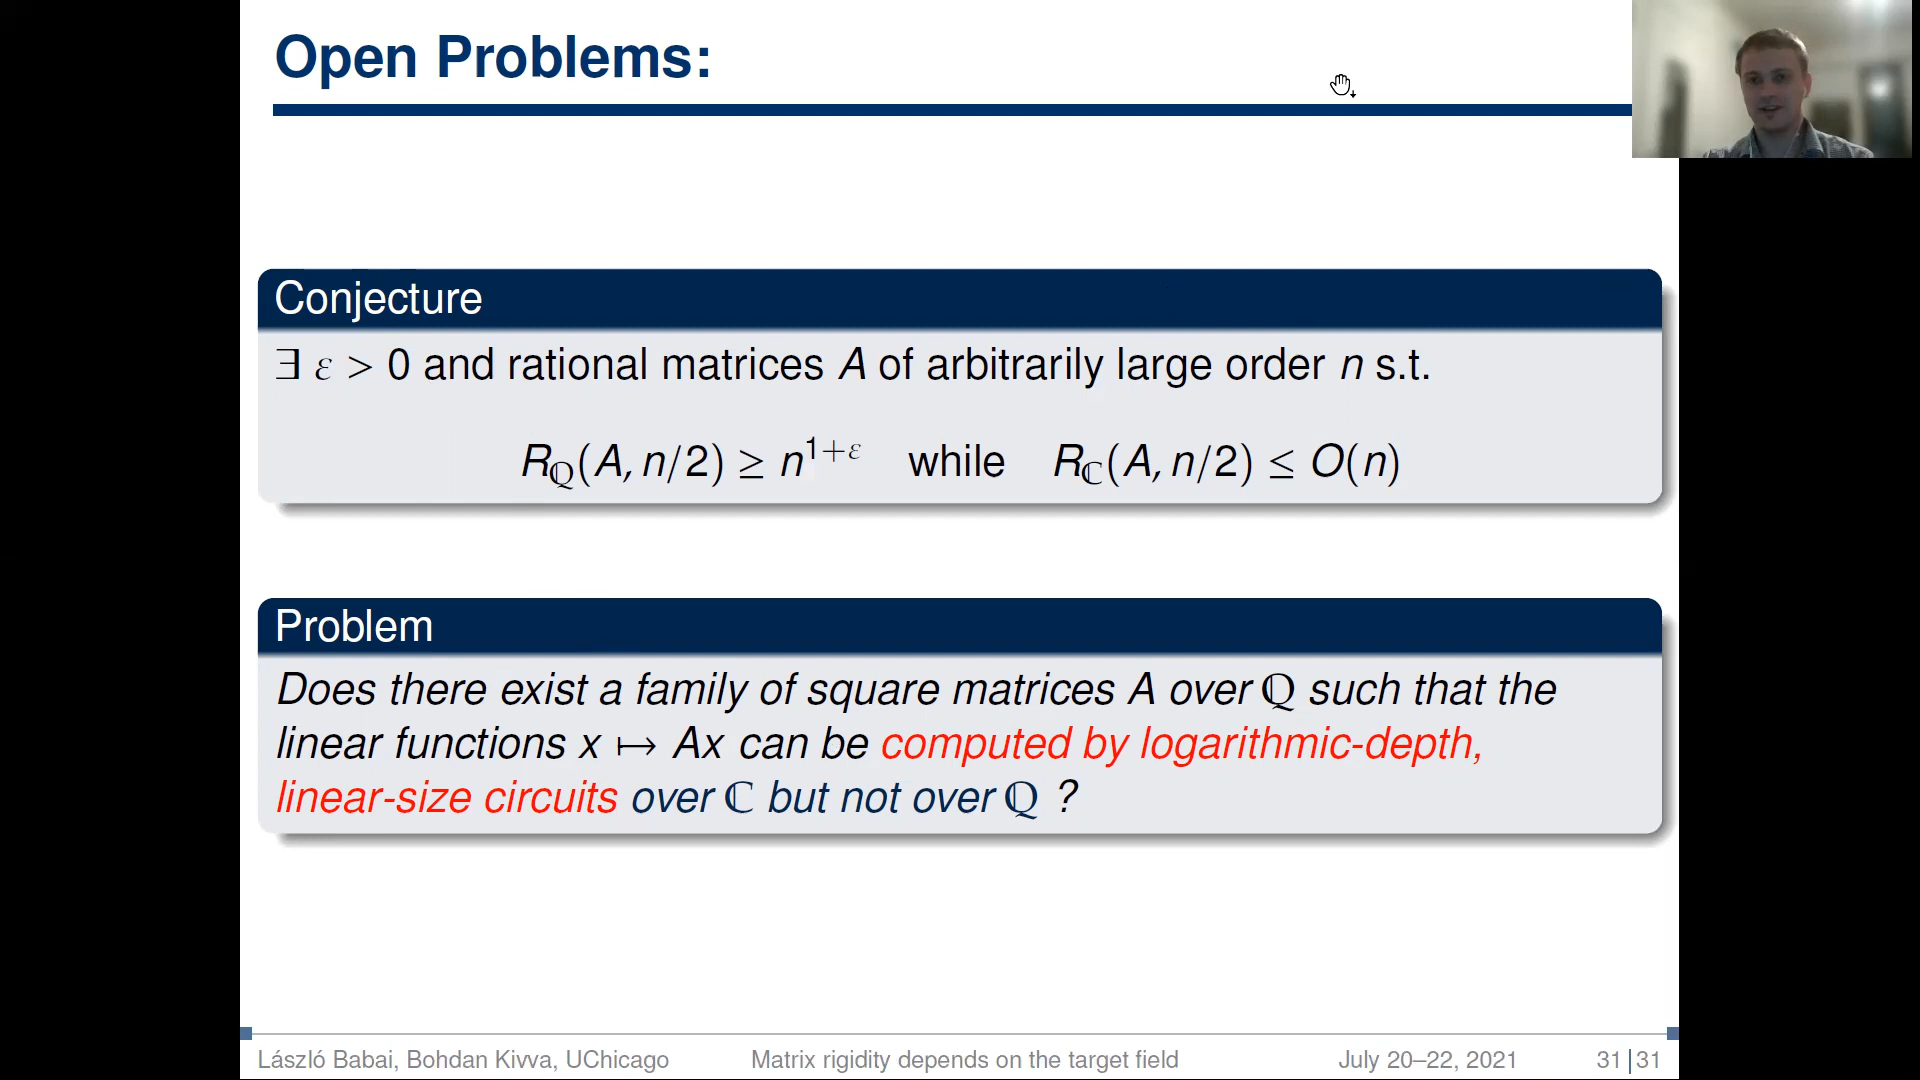 Open Problems:
Conjecture
∃ ε > 0 and rational matrices A of arbitrarily large order n s.t.
R_ℚ(A, n/2) ≥ n^{1+ε} while R_ℂ(A, n/2) ≤ O(n)
Problem
Does there exist a family of square matrices A over ℚ such that the
linear functions x ↦ Ax can be computed by logarithmic-depth,
linear-size circuits over ℂ but not over ℚ ?
László Babai, Bohdan Kivva, UChicago Matrix rigidity depends on the target field July 20–22, 2021 31|31